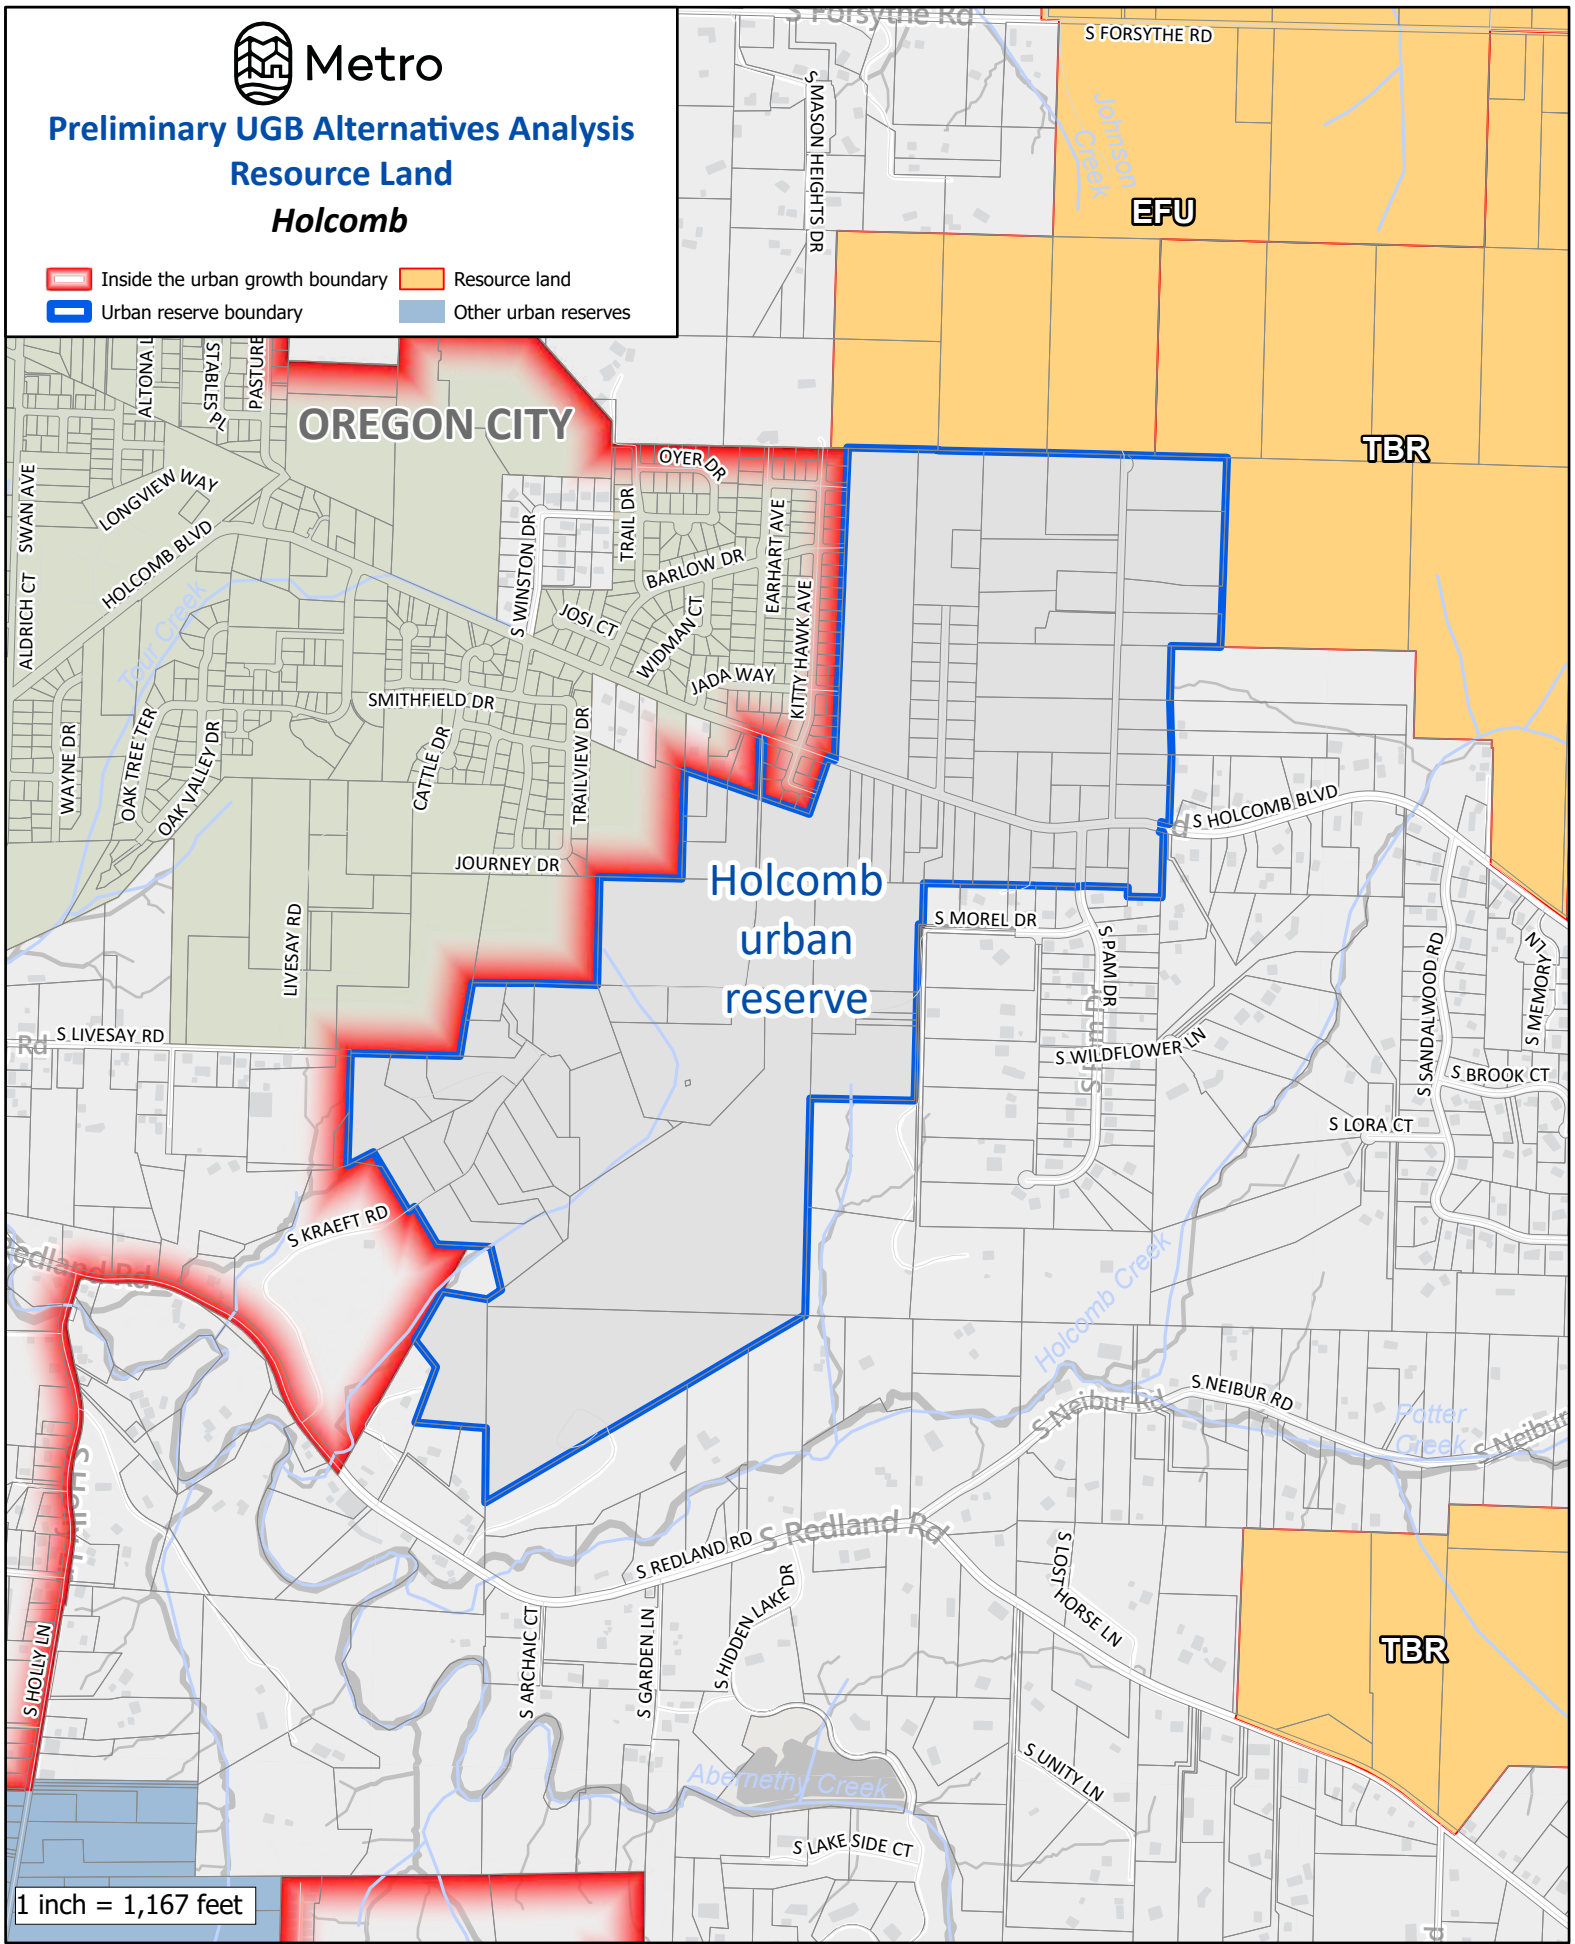 Metro
Preliminary UGB Alternatives Analysis
Resource Land
Holcomb
Inside the urban growth boundary
Resource land
Urban reserve boundary
Other urban reserves
S Forsythe Rd
S FORSYTHE RD
S MASON HEIGHTS DR
Johnson
Creek
EFU
TBR
ALTONA L
STABLES PL
PASTURE
OREGON CITY
OYER DR
SWAN AVE
LONGVIEW WAY
HOLCOMB BLVD
TRAIL DR
S WINSTON DR
BARLOW DR
EARHART AVE
KITTY HAWK AVE
ALDRICH CT
Tour Creek
JOSI CT
WIDMAN CT
JADA WAY
SMITHFIELD DR
WAYNE DR
OAK TREE TER
OAK VALLEY DR
CATTLE DR
TRAILVIEW DR
JOURNEY DR
S HOLCOMB BLVD
d
Holcomb
urban
reserve
LIVESAY RD
S MOREL DR
S PAM DR
S SANDALWOOD RD
S MEMORY LN
Rd
S LIVESAY RD
S WILDFLOWER LN
S BROOK CT
S LORA CT
S KRAEFT RD
edland Rd
Holcomb Creek
S Neibur Rd
S NEIBUR RD
Potter
Creek
S Neibur
S Redland Rd
S REDLAND RD
S LOST HORSE LN
S HIDDEN LAKE DR
S GARDEN LN
S ARCHAIC CT
S HOLLY LN
TBR
S UNITY LN
Abernethy Creek
S LAKE SIDE CT
d
1 inch = 1,167 feet